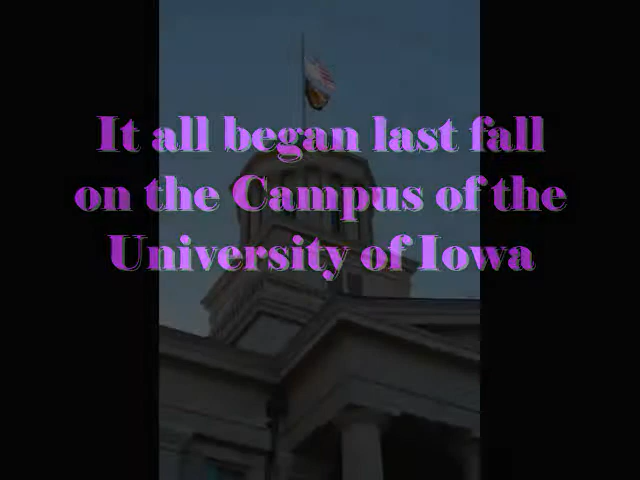 It all began last fall
on the Campus of the
University of Iowa